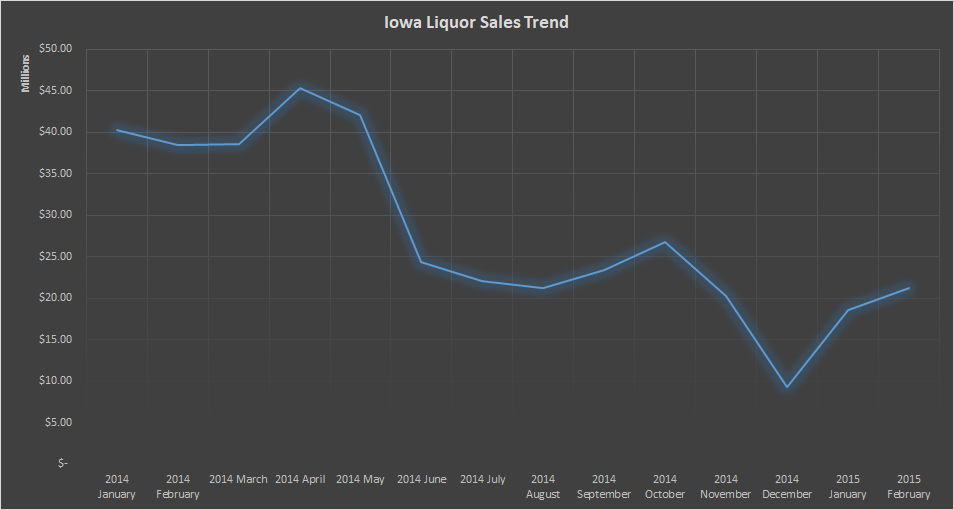 Iowa Liquor Sales Trend
Millions
$50.00
$45.00
$40.00
$35.00
$30.00
$25.00
$20.00
$15.00
$10.00
$5.00
$-
2014 January
2014 February
2014 March
2014 April
2014 May
2014 June
2014 July
2014 August
2014 September
2014 October
2014 November
2014 December
2015 January
2015 February